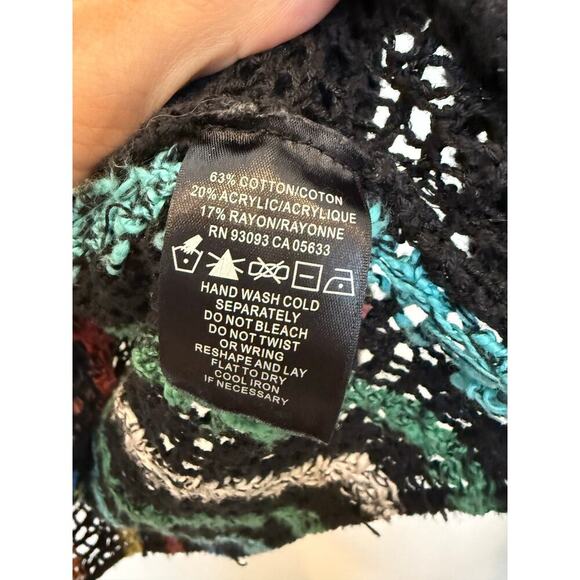 63% COTTON/COTON
20% ACRYLIC/ACRYLIQUE
17% RAYON/RAYONNE
RN 93093 CA 05633
HAND WASH COLD
SEPARATELY
DO NOT BLEACH
DO NOT TWIST
OR WRING
RESHAPE AND LAY
FLAT TO DRY
COOL IRON
IF NECESSARY